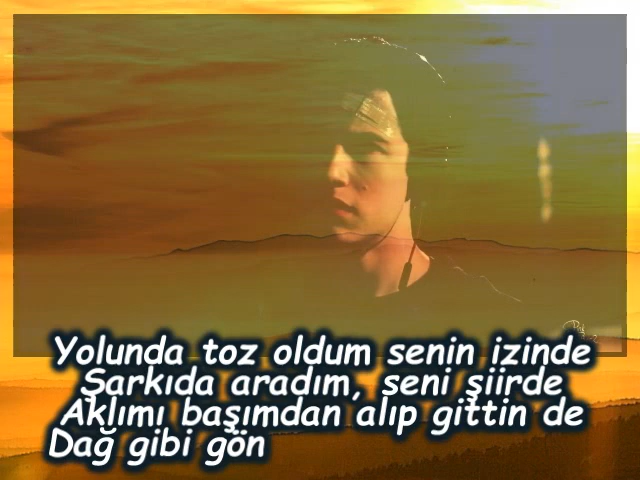 Yolunda toz oldum senin izinde
Şarkıda aradım, seni şiirde
Aklımı başımdan alıp gittin de
Dağ gibi gön